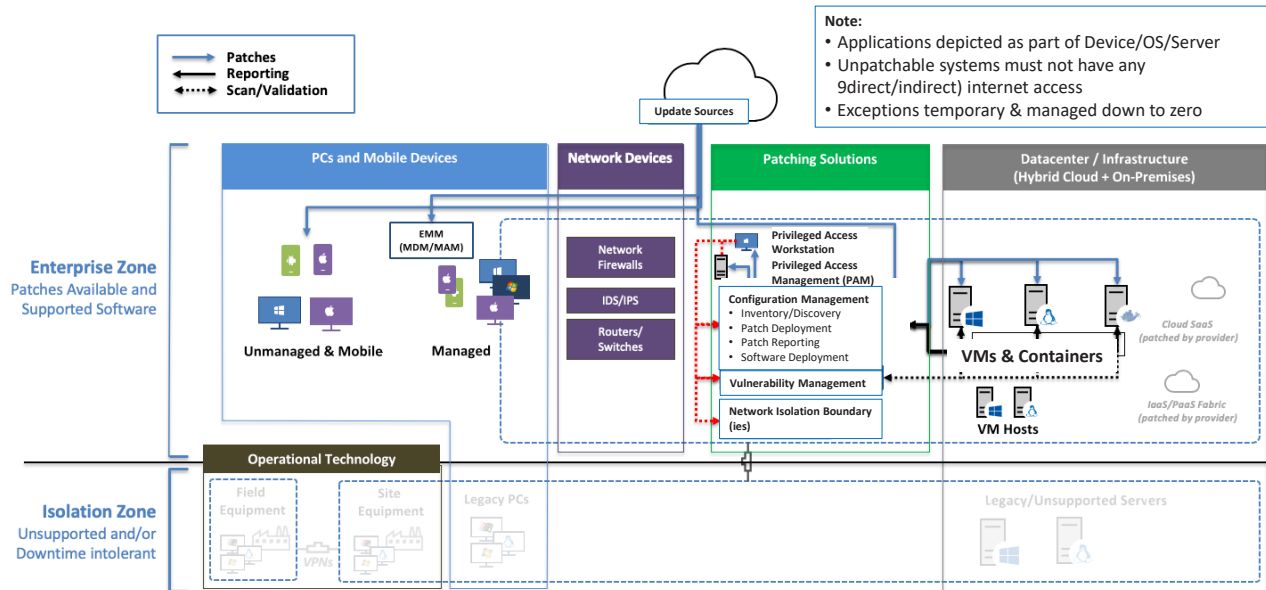 Patches
Reporting
Scan/Validation
Update Sources
Note:
• Applications depicted as part of Device/OS/Server
• Unpatchable systems must not have any
9direct/indirect) internet access
• Exceptions temporary & managed down to zero
PCs and Mobile Devices
Network Devices
Patching Solutions
Datacenter / Infrastructure
(Hybrid Cloud + On-Premises)
Enterprise Zone
Patches Available and
Supported Software
EMM
(MDM/MAM)
Unmanaged & Mobile
Managed
Network
Firewalls
IDS/IPS
Routers/
Switches
Privileged Access
Workstation
Privileged Access
Management (PAM)
Configuration Management
• Inventory/Discovery
• Patch Deployment
• Patch Reporting
• Software Deployment
Vulnerability Management
Network Isolation Boundary
(ies)
VMs & Containers
VM Hosts
Cloud SaaS
(patched by provider)
IaaS/PaaS Fabric
(patched by provider)
Operational Technology
Isolation Zone
Unsupported and/or
Downtime intolerant
Field
Equipment
VPNs
Site
Equipment
Legacy PCs
Legacy/Unsupported Servers